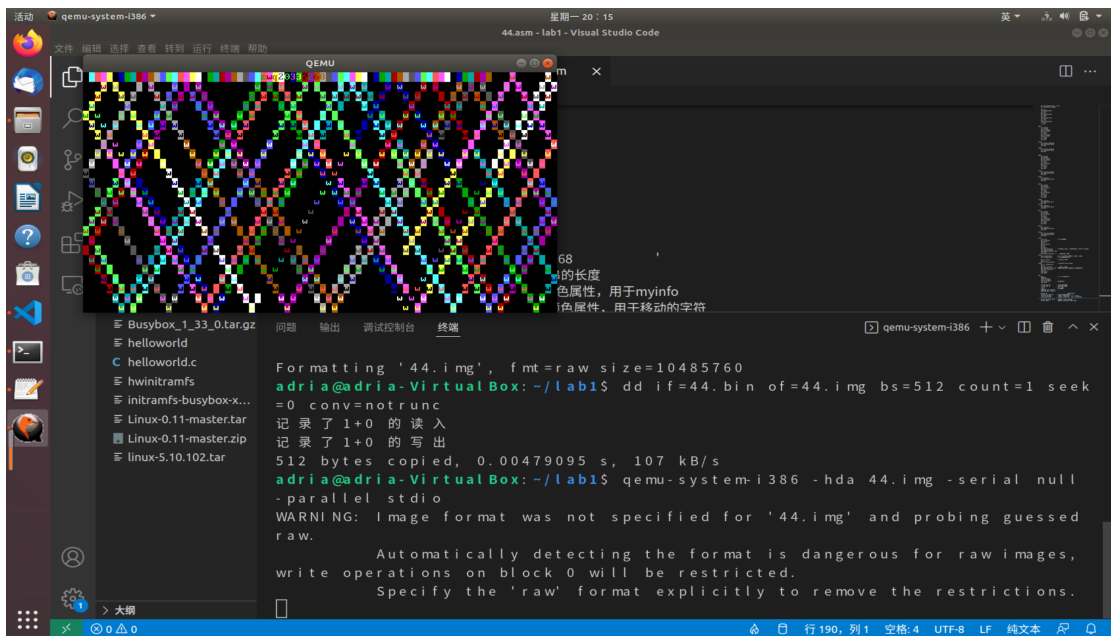 活动 qemu-system-i386 星期一 20：15 英
44.asm - lab1 - Visual Studio Code
文件 编辑 选择 查看 转到 运行 终端 帮助
QEMU
m
68 '
的长度
色属性，用于myinfo
色属性，用于移动的字符
Busybox_1_33_0.tar.gz
helloworld
C helloworld.c
hwinitramfs
initramfs-busybox-x...
Linux-0.11-master.tar
Linux-0.11-master.zip
linux-5.10.102.tar
大纲
问题 输出 调试控制台 终端 qemu-system-i386
Formatting '44.img', fmt=raw size=10485760
adria@adria-VirtualBox:~/lab1$ dd if=44.bin of=44.img bs=512 count=1 seek
=0 conv=notrunc
记录了1+0 的读入
记录了1+0 的写出
512 bytes copied, 0.00479095 s, 107 kB/s
adria@adria-VirtualBox:~/lab1$ qemu-system-i386 -hda 44.img -serial null
-parallel stdio
WARNING: Image format was not specified for '44.img' and probing guessed
raw.
Automatically detecting the format is dangerous for raw images,
write operations on block 0 will be restricted.
Specify the 'raw' format explicitly to remove the restrictions.
1
0 0 行 190，列 1 空格: 4 UTF-8 LF 纯文本